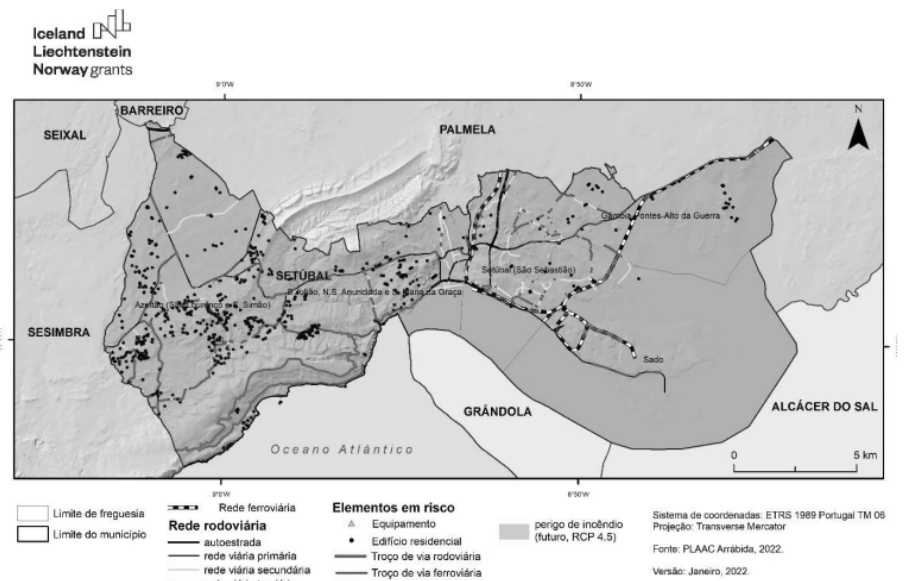 Iceland
Liechtenstein
Norway grants
9°0'W
8°50'W
BARREIRO
SEIXAL
PALMELA
N
Gâmbia-Pontes-Alto da Guerra
SETÚBAL
Setúbal (São Sebastião)
S. Julião, N.S. Anunciada e S. Maria da Graça
Azeitão (São Lourenço e S. Simão)
SESIMBRA
Sado
GRÂNDOLA
ALCÁCER DO SAL
Oceano Atlântico
0
5 km
9°0'W
8°50'W
Limite de freguesia
Limite do município
Rede ferroviária
Rede rodoviária
autoestrada
rede viária primária
rede viária secundária
Elementos em risco
Equipamento
Edifício residencial
Troço de via rodoviária
Troço de via ferroviária
perigo de incêndio
(futuro, RCP 4.5)
Sistema de coordenadas: ETRS 1989 Portugal TM 06
Projeção: Transverse Mercator
Fonte: PLAAC Arrábida, 2022.
Versão: Janeiro, 2022.